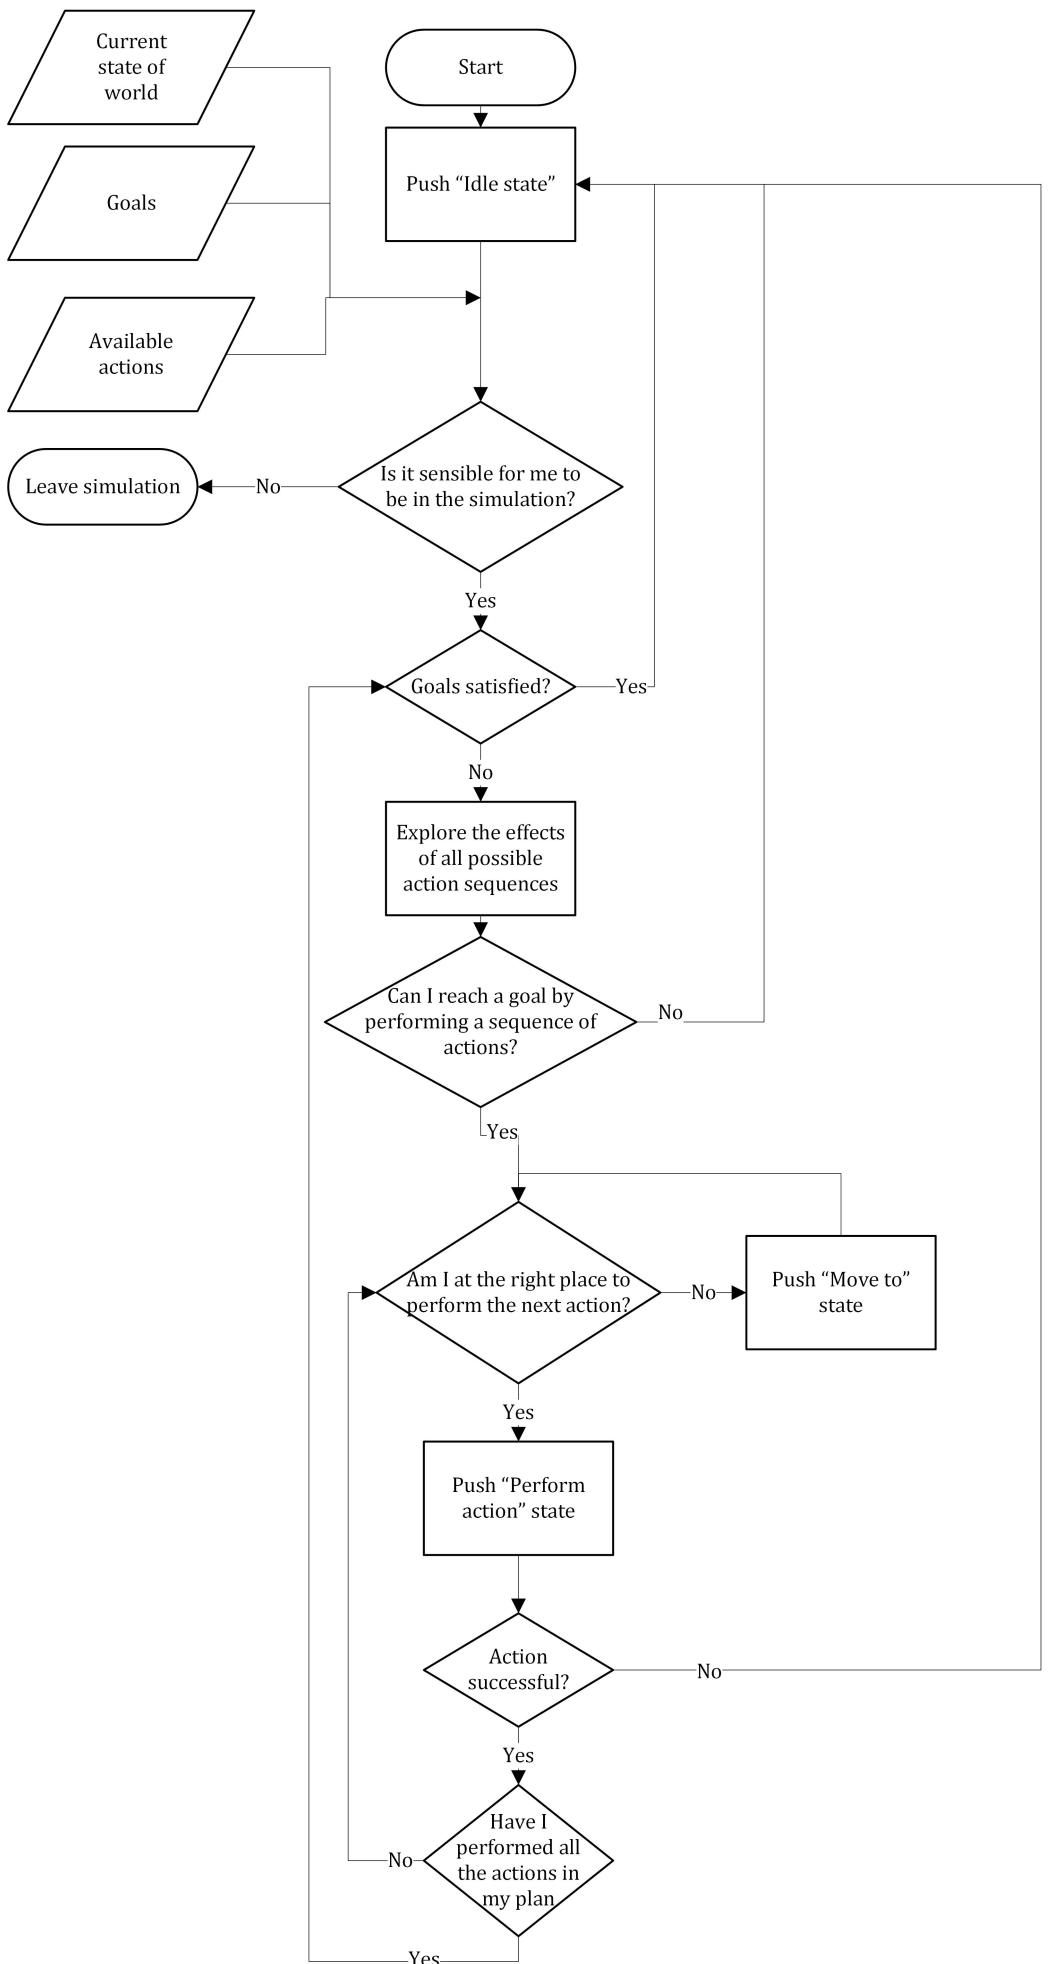 Current
state of
world
Start
Push “Idle state”
Goals
Available
actions
Is it sensible for me to
be in the simulation?
No
Leave simulation
Yes
Goals satisfied?
Yes
No
Explore the effects
of all possible
action sequences
Can I reach a goal by
performing a sequence of
actions?
No
Yes
Am I at the right place to
perform the next action?
No
Push “Move to”
state
Yes
Push “Perform
action” state
Action
successful?
No
Yes
Have I
performed all
the actions in
my plan
No
Yes